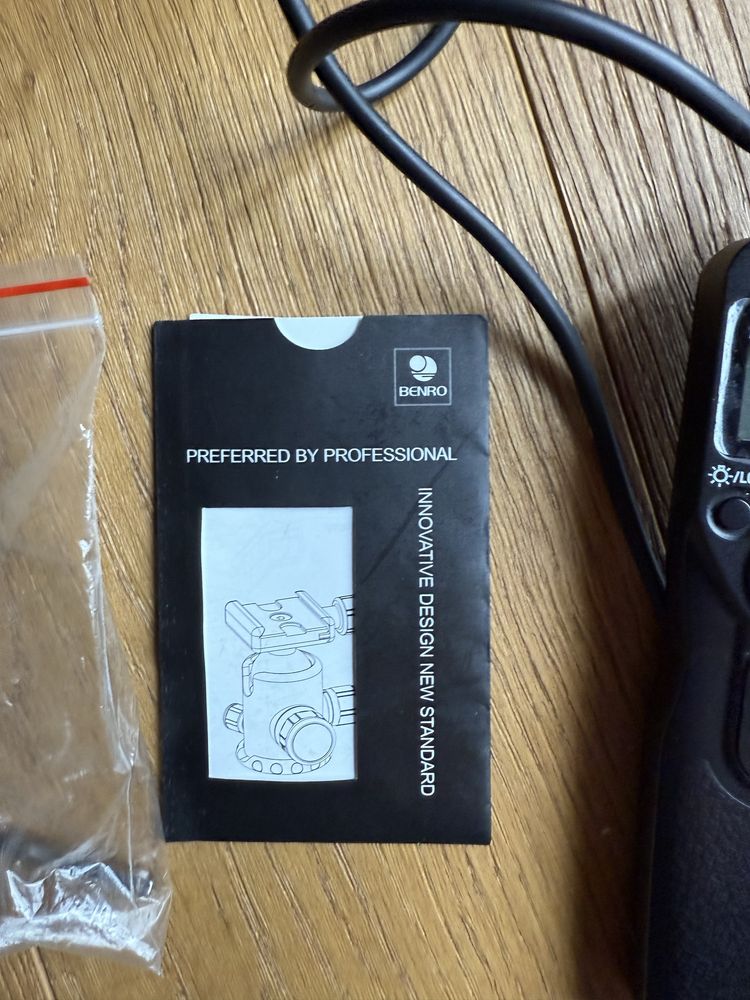 BENRO
PREFERRED BY PROFESSIONAL
INNOVATIVE DESIGN NEW STANDARD